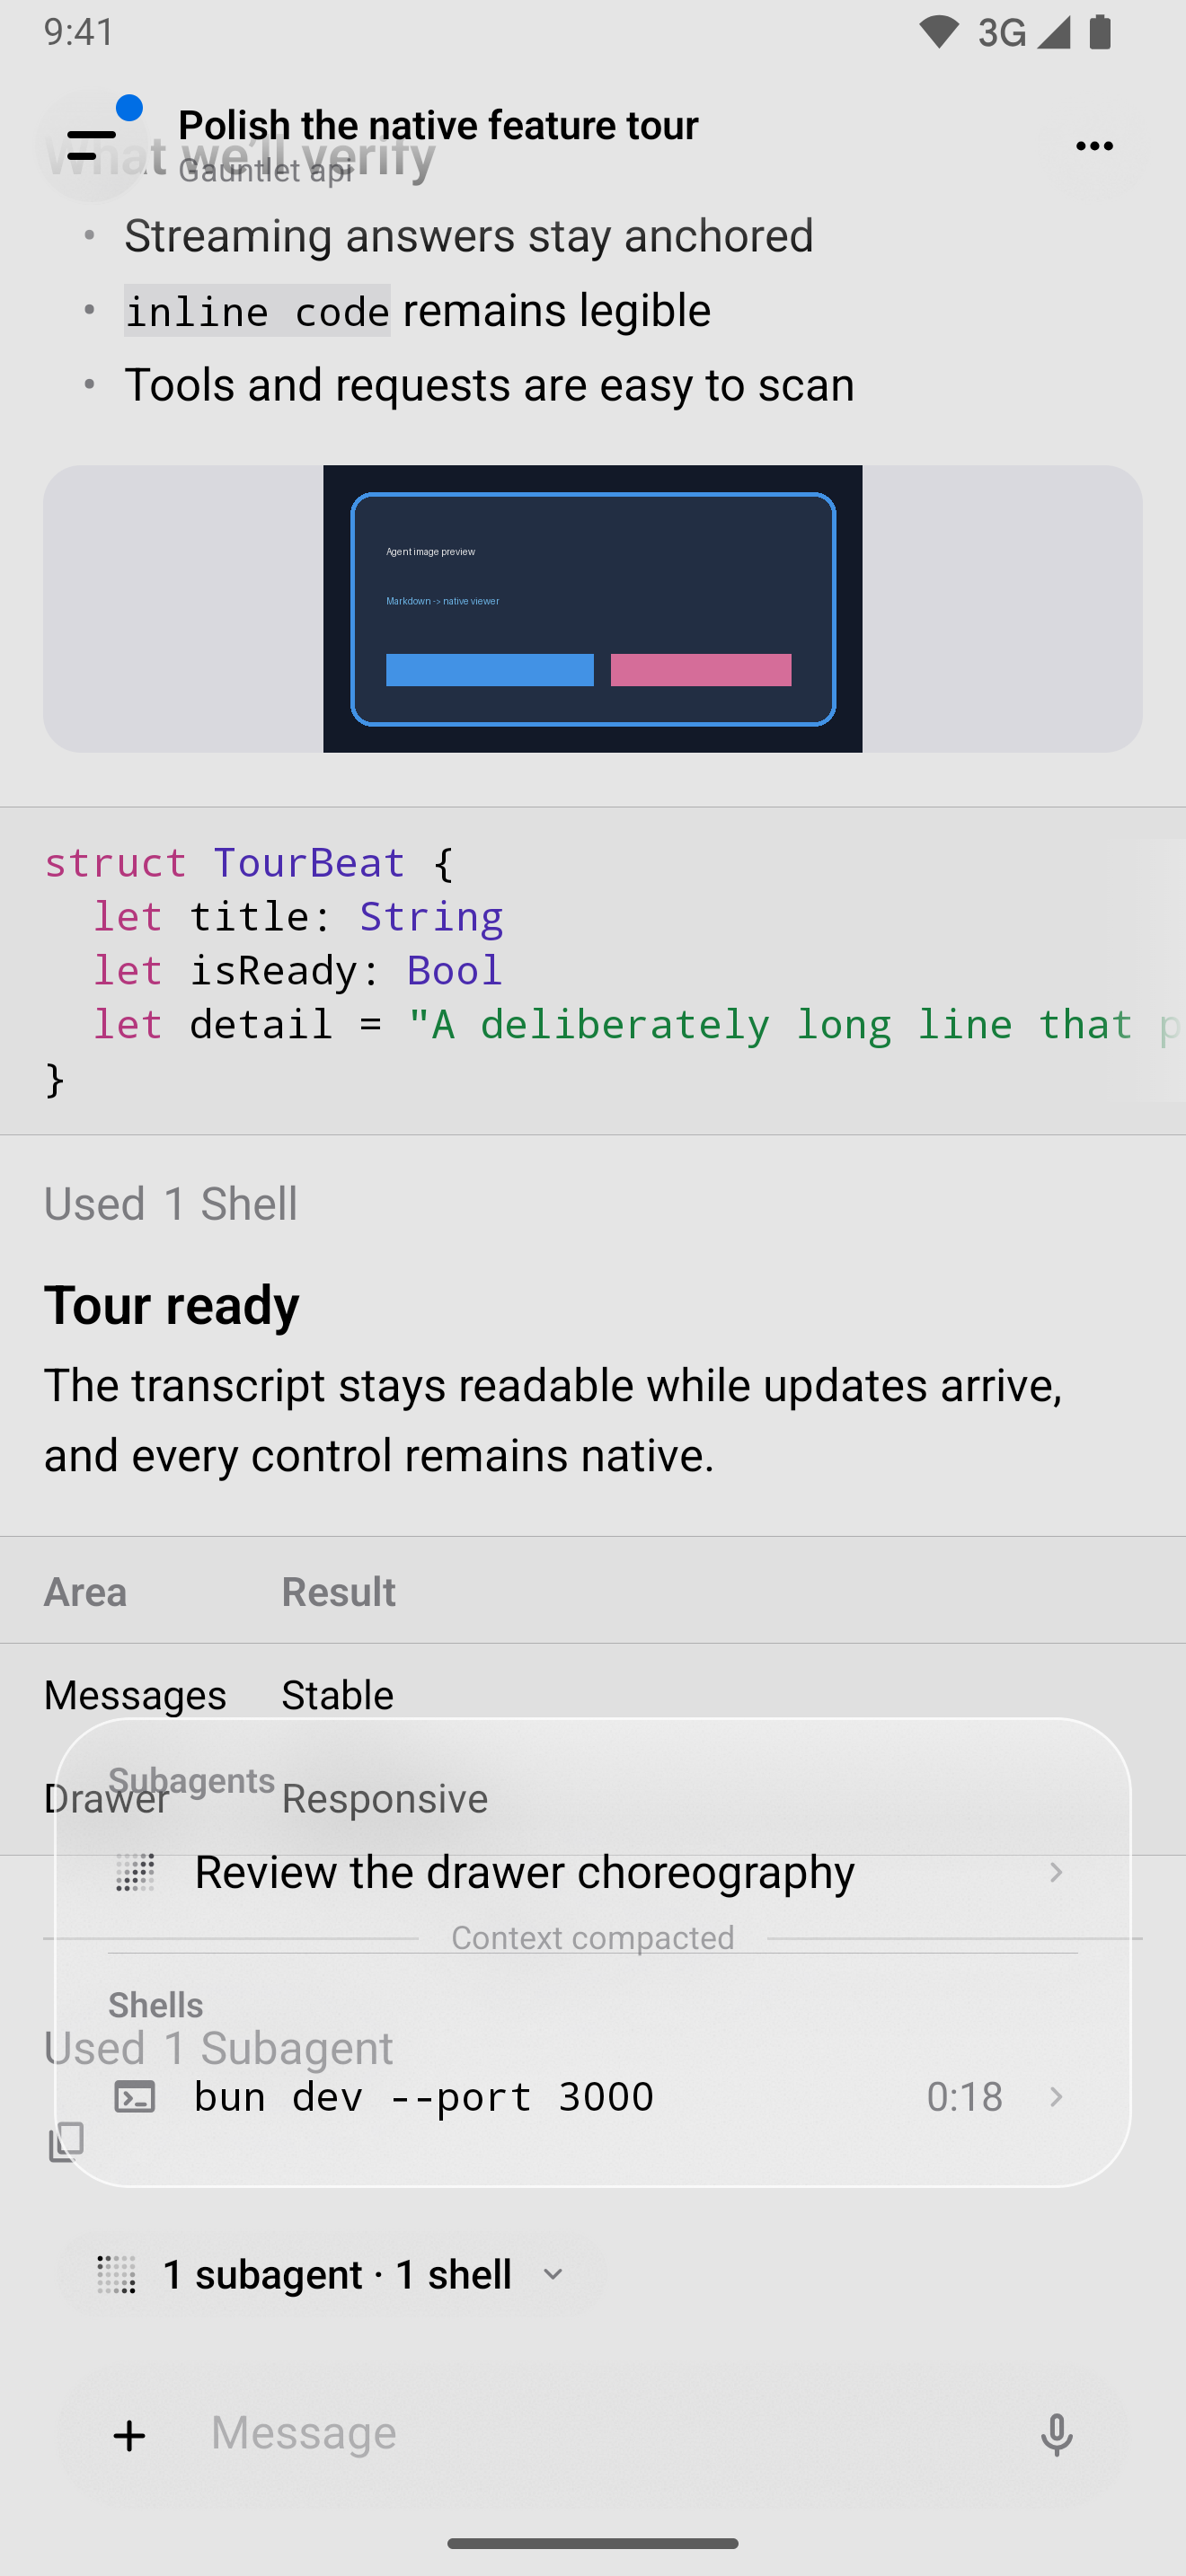 9:41
3G
Polish the native feature tour
What we'll verify
Gauntlet api
• Streaming answers stay anchored
• inline code remains legible
• Tools and requests are easy to scan
Agent image preview
Markdown -> native viewer
struct TourBeat {
  let title: String
  let isReady: Bool
  let detail = "A deliberately long line that p
}
Used 1 Shell
Tour ready
The transcript stays readable while updates arrive,
and every control remains native.
Area Result
Messages Stable
Subagents
Drawer Responsive
Review the drawer choreography
Context compacted
Shells
Used 1 Subagent
bun dev --port 3000 0:18
1 subagent · 1 shell
Message